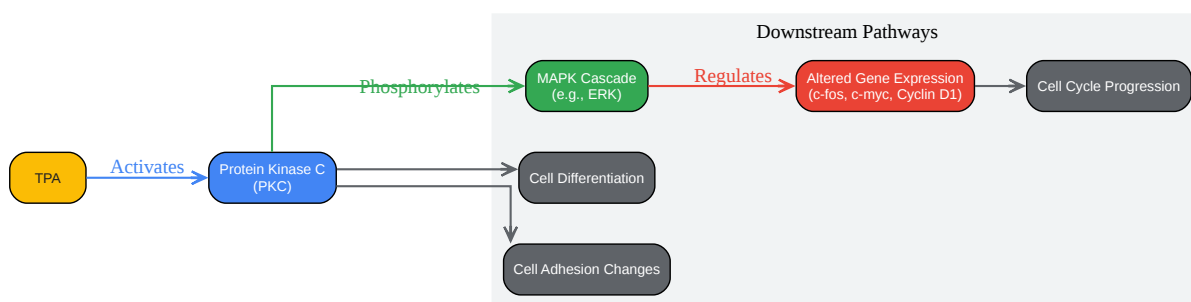 Downstream Pathways
Phosphorylates
MAPK Cascade
(e.g., ERK)
Regulates
Altered Gene Expression
(c-fos, c-myc, Cyclin D1)
Cell Cycle Progression
TPA
Activates
Protein Kinase C
(PKC)
Cell Differentiation
Cell Adhesion Changes